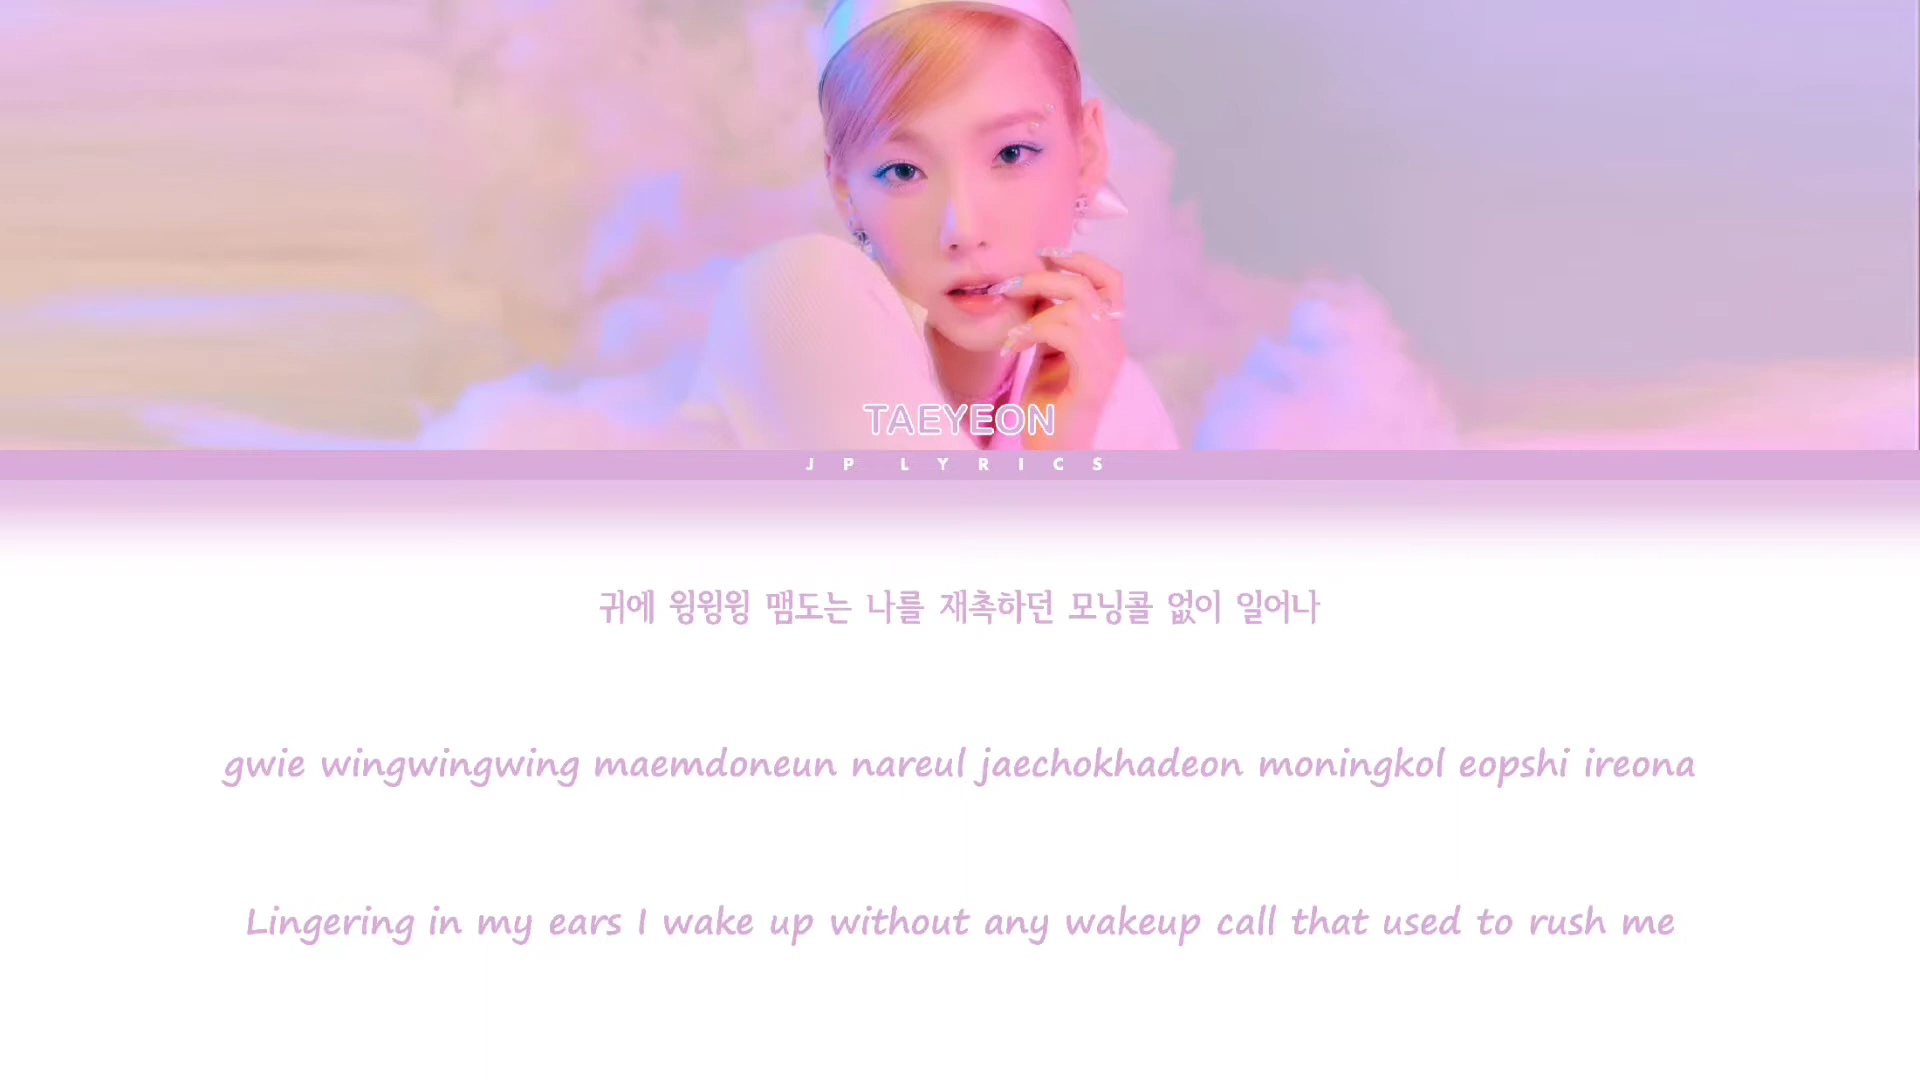 TAEYEON
JP LYRICS
귀에 윙윙윙 맴도는 나를 재촉하던 모닝콜 없이 일어나
gwie wingwingwing maemdoneun nareul jaechokhadeon moningkol eopshi ireona
Lingering in my ears I wake up without any wakeup call that used to rush me